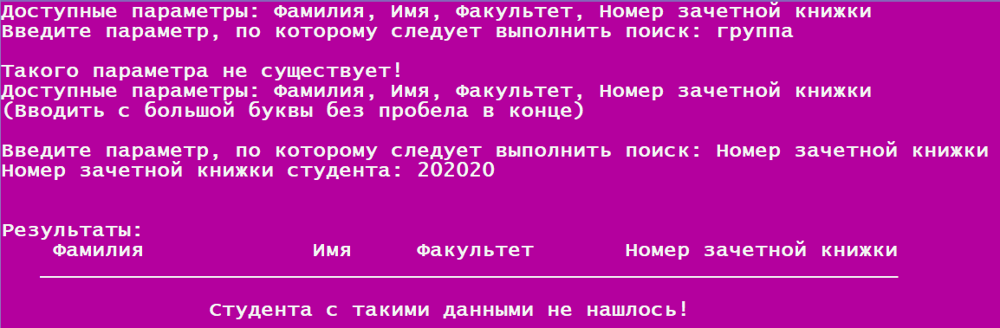 Доступные параметры: Фамилия, Имя, Факультет, Номер зачетной книжки
Введите параметр, по которому следует выполнить поиск: группа
Такого параметра не существует!
Доступные параметры: Фамилия, Имя, Факультет, Номер зачетной книжки
(Вводить с большой буквы без пробела в конце)
Введите параметр, по которому следует выполнить поиск: Номер зачетной книжки
Номер зачетной книжки студента: 202020
Результаты:
Фамилия Имя Факультет Номер зачетной книжки
Студента с такими данными не нашлось!